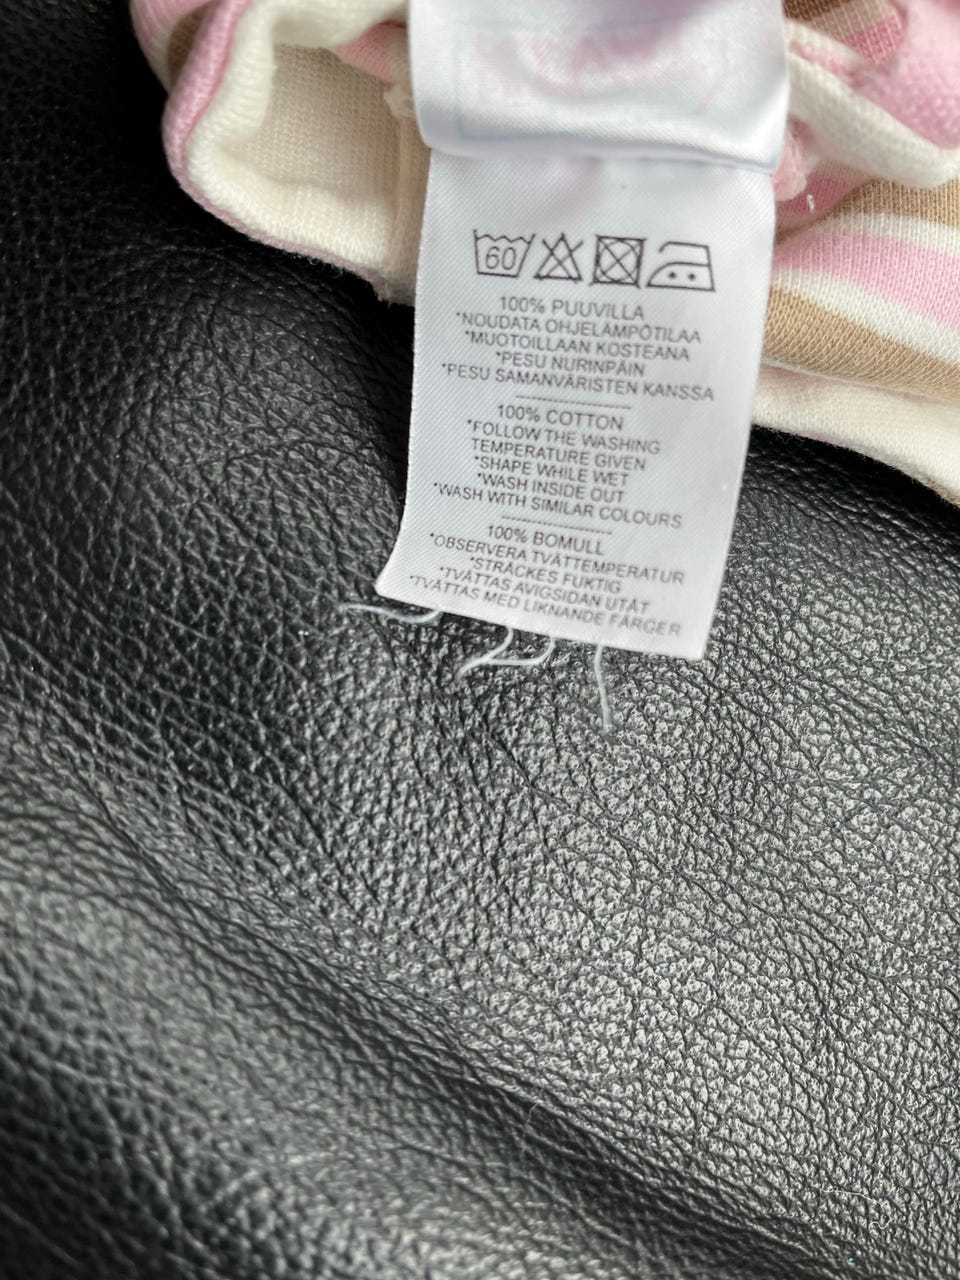 60
100% PUUVILLA
*NOUDATA OHJELÄMPÖTILAA
*MUOTOILLAAN KOSTEANA
*PESU NURINPÄIN
*PESU SAMANVÄRISTEN KANSSA
100% COTTON
*FOLLOW THE WASHING
TEMPERATURE GIVEN
*SHAPE WHILE WET
*WASH INSIDE OUT
*WASH WITH SIMILAR COLOURS
100% BOMULL
*OBSERVERA TVÄTTEMPERATUR
*STRÄCKES FUKTIG
*TVÄTTAS AVIGSIDAN UTÅT
*TVÄTTAS MED LIKNANDE FÄRGER